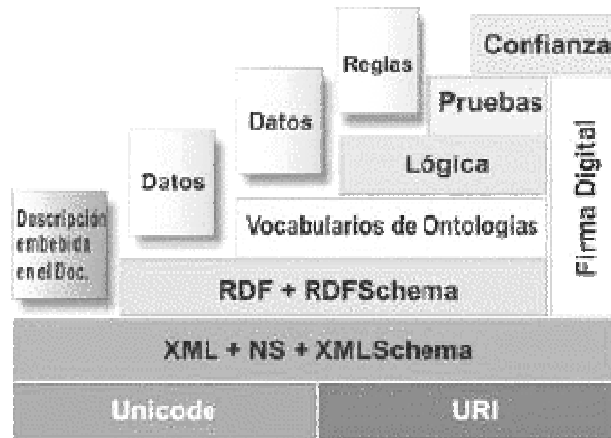 Confianza
Reglas
Pruebas
Datos
Lógica
Datos
Firma Digital
Descripción
embebida
en el Doc.
Vocabularios de Ontologias
RDF + RDFSchema
XML + NS + XMLSchema
Unicode
URI